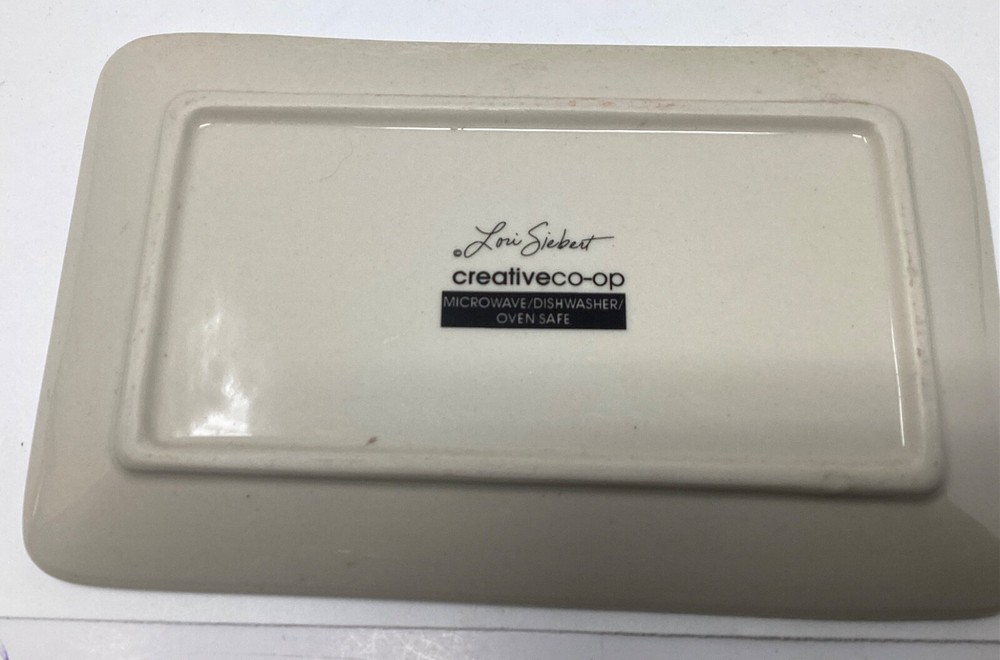 © Lori Siebert
creativeco-op
MICROWAVE/DISHWASHER/
OVEN SAFE